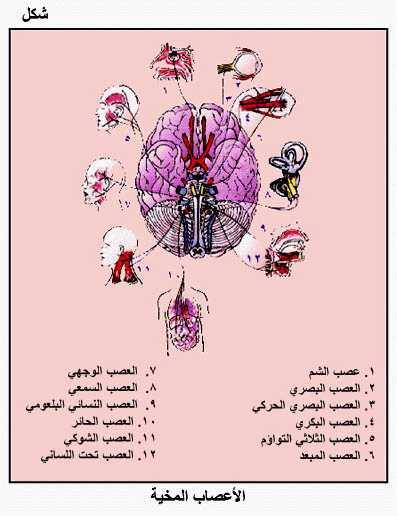 شكل
١. عصب الشم
٢. العصب البصري
٣. العصب البصري الحركي
٤. العصب البكري
٥. العصب الثلاثي التواؤم
٦. العصب المبعد
٧. العصب الوجهي
٨. العصب السمعي
٩. العصب اللساني البلعومي
١٠. العصب الحائر
١١. العصب الشوكي
١٢. العصب تحت اللساني
الأعصاب المخية